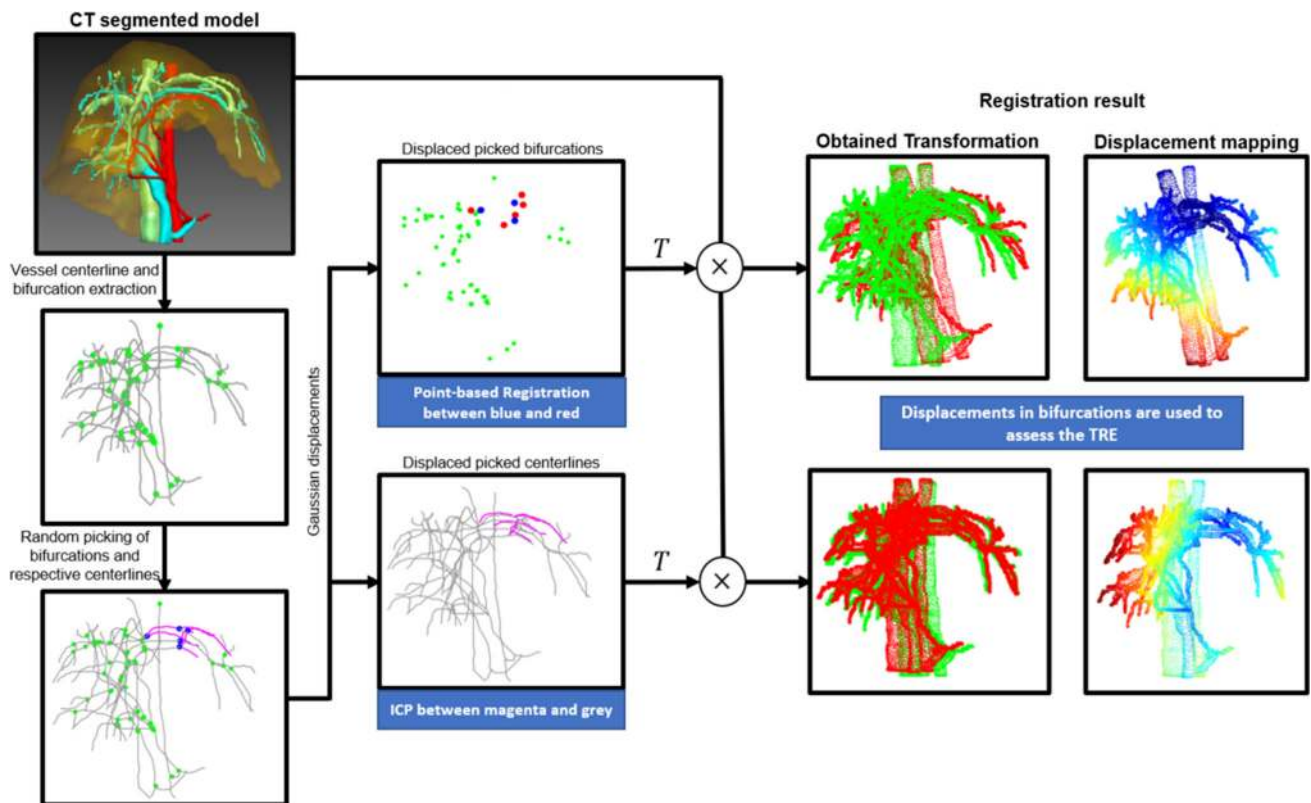 CT segmented model
Vessel centerline and
bifurcation extraction
Random picking of
bifurcations and
respective centerlines
Gaussian displacements
Displaced picked bifurcations
Point-based Registration
between blue and red
Displaced picked centerlines
ICP between magenta and grey
T
×
T
×
Registration result
Obtained Transformation
Displacement mapping
Displacements in bifurcations are used to
assess the TRE